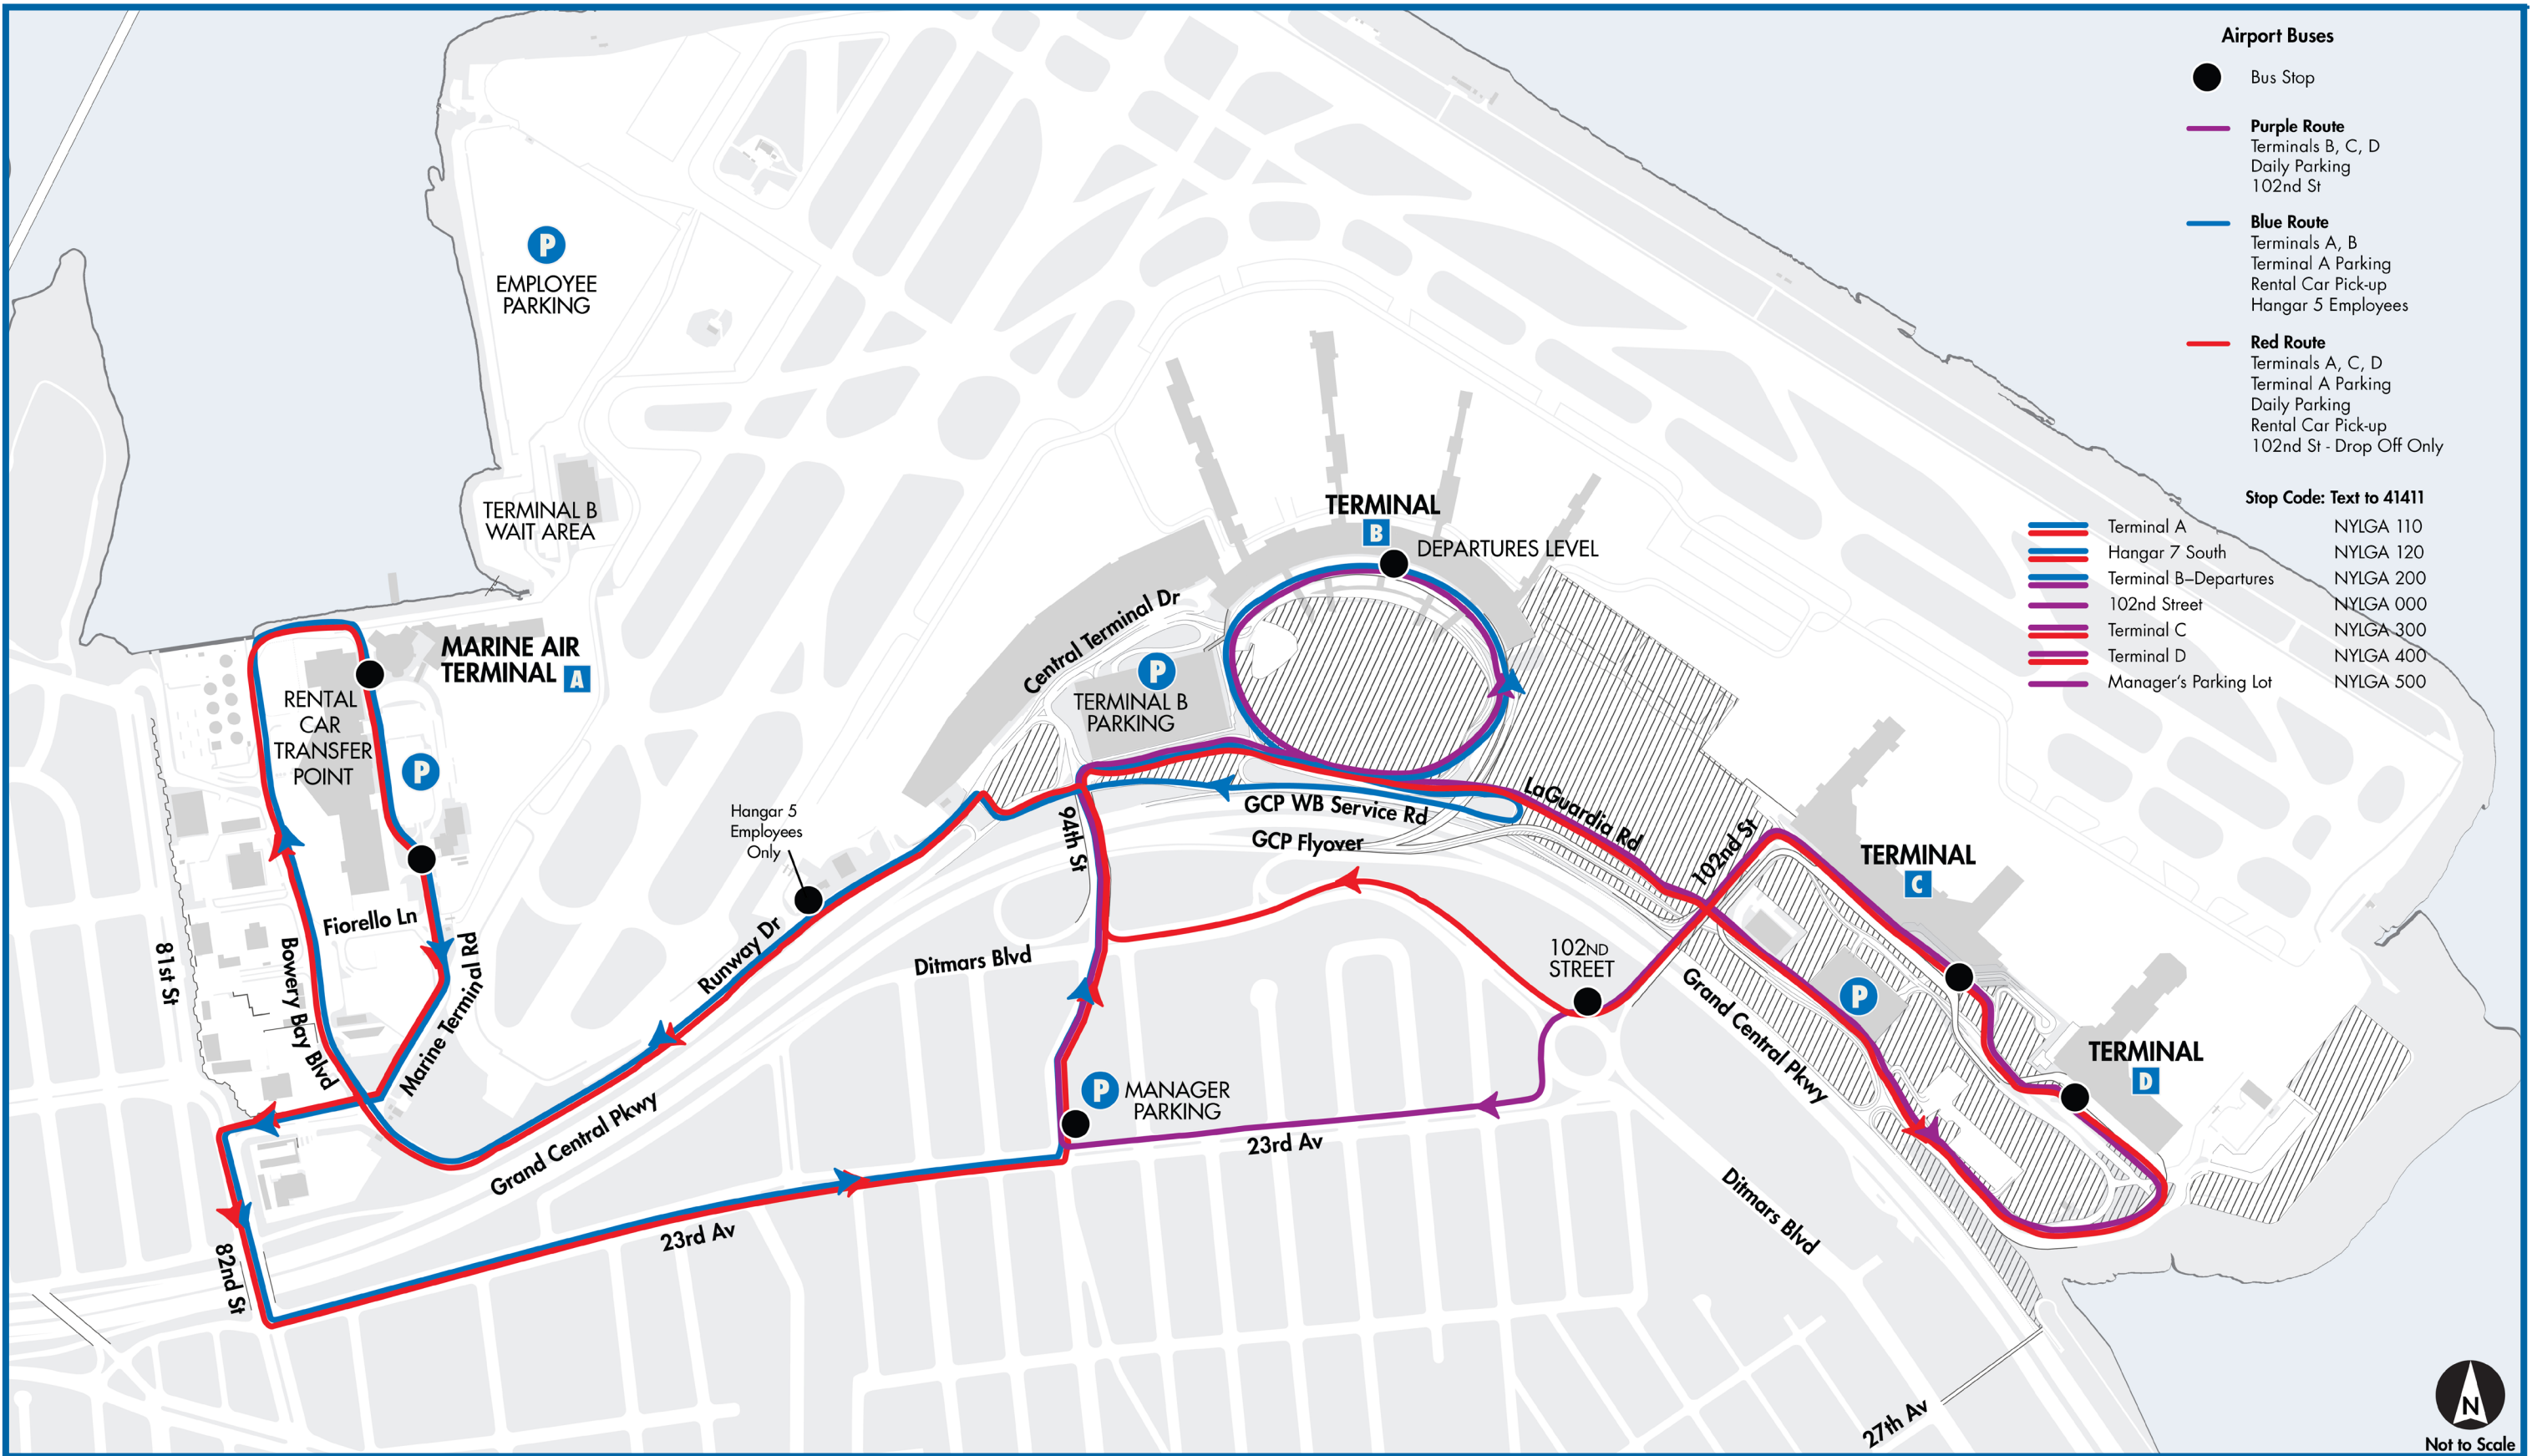 Airport Buses
Bus Stop
Purple Route
Terminals B, C, D
Daily Parking
102nd St
Blue Route
Terminals A, B
Terminal A Parking
Rental Car Pick-up
Hangar 5 Employees
Red Route
Terminals A, C, D
Terminal A Parking
Daily Parking
Rental Car Pick-up
102nd St - Drop Off Only
Stop Code: Text to 41411
Terminal A NYLGA 110
Hangar 7 South NYLGA 120
Terminal B–Departures NYLGA 200
102nd Street NYLGA 000
Terminal C NYLGA 300
Terminal D NYLGA 400
Manager's Parking Lot NYLGA 500
P
EMPLOYEE
PARKING
TERMINAL B
WAIT AREA
TERMINAL
B
DEPARTURES LEVEL
Central Terminal Dr
P
TERMINAL B
PARKING
MARINE AIR
TERMINAL A
RENTAL
CAR
TRANSFER
POINT
P
Hangar 5
Employees
Only
94th St
GCP WB Service Rd
GCP Flyover
LaGuardia Rd
102nd St
TERMINAL
C
Fiorello Ln
81st St
Bowery Bay Blvd
Marine Terminal Rd
Runway Dr
Ditmars Blvd
102ND
STREET
P
Grand Central Pkwy
TERMINAL
D
P
MANAGER
PARKING
Grand Central Pkwy
23rd Av
23rd Av
82nd St
Ditmars Blvd
27th Av
N
Not to Scale